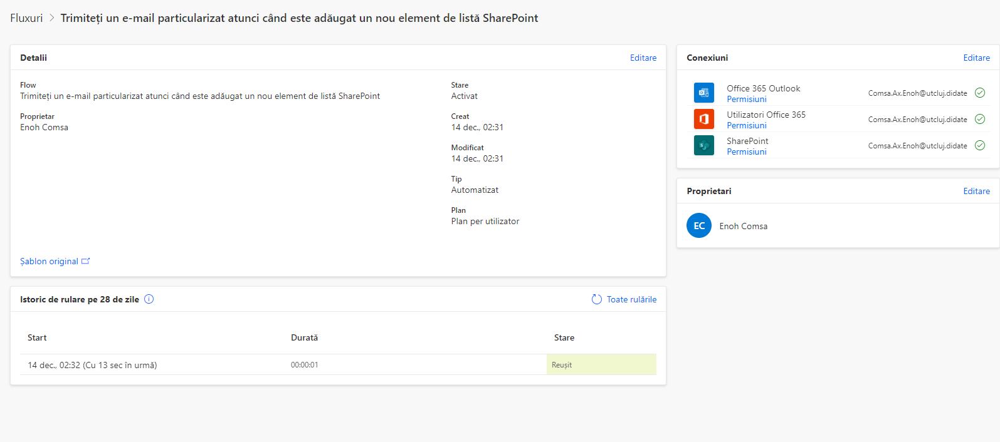 Fluxuri > Trimiteți un e-mail particularizat atunci când este adăugat un nou element de listă SharePoint
Detalii
Editare
Flow
Trimiteți un e-mail particularizat atunci când este adăugat un nou element de listă SharePoint
Proprietar
Enoh Comsa
Stare
Activat
Creat
14 dec., 02:31
Modificat
14 dec., 02:31
Tip
Automatizat
Plan
Plan per utilizator
Șablon original
Istoric de rulare pe 28 de zile
Toate rulările
Start Durată Stare
14 dec., 02:32 (Cu 13 sec în urmă) 00:00:01 Reușit
Conexiuni
Editare
Office 365 Outlook
Permisiuni
Comsa.Ax.Enoh@utcluj.didate
Utilizatori Office 365
Permisiuni
Comsa.Ax.Enoh@utcluj.didate
SharePoint
Permisiuni
Comsa.Ax.Enoh@utcluj.didate
Proprietari
Editare
EC Enoh Comsa